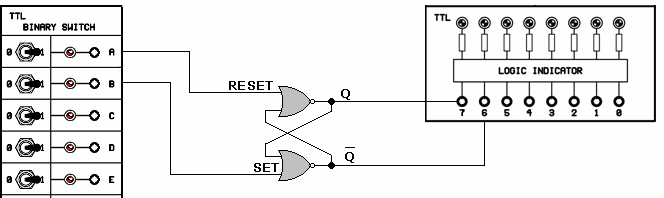 TTL
BINARY SWITCH
0 1 A
0 1 B
0 1 C
0 1 D
0 1 E
RESET
SET
Q
Q̅
TTL
LOGIC INDICATOR
7 6 5 4 3 2 1 0